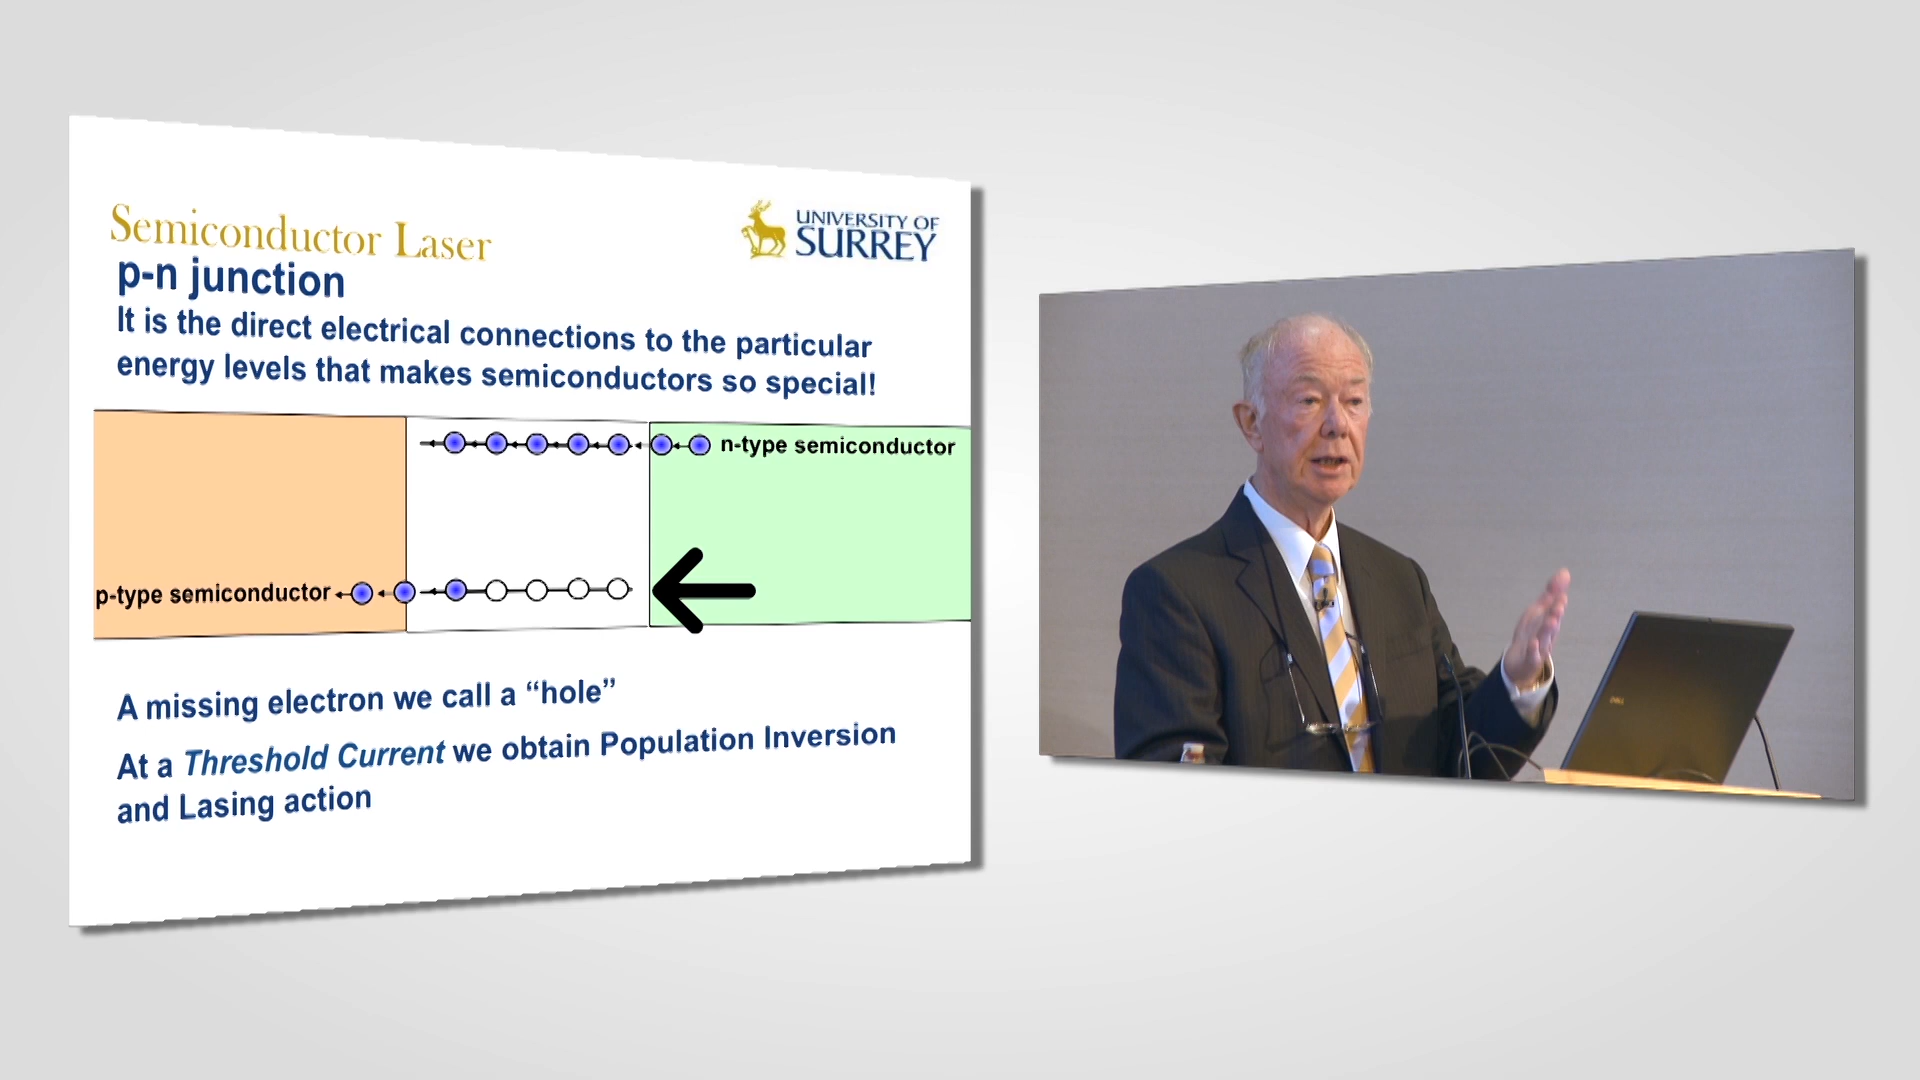 Semiconductor Laser
UNIVERSITY OF
SURREY
p-n junction
It is the direct electrical connections to the particular
energy levels that makes semiconductors so special!
n-type semiconductor
p-type semiconductor
A missing electron we call a “hole”
At a Threshold Current we obtain Population Inversion
and Lasing action
DELL